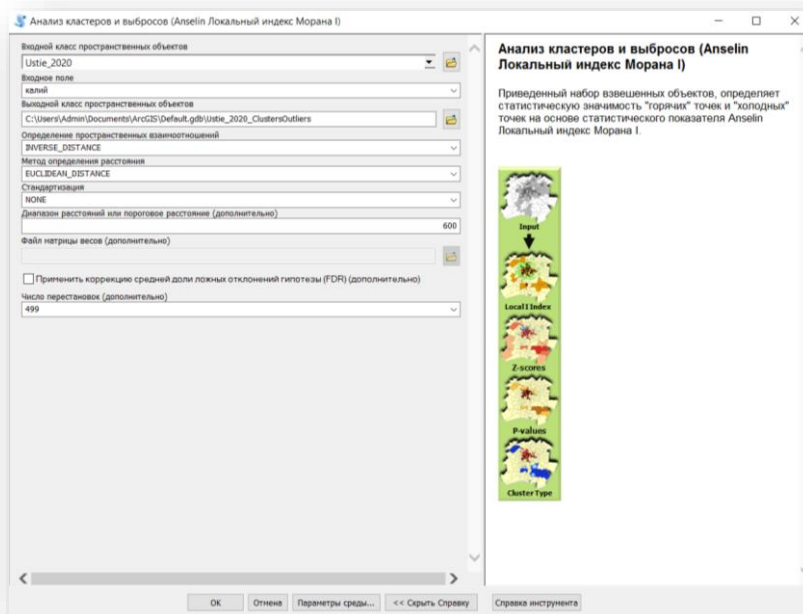 Анализ кластеров и выбросов (Anselin Локальный индекс Морана I)
Входной класс пространственных объектов
Ustie_2020
Входное поле
калий
Выходной класс пространственных объектов
C:\Users\Admin\Documents\ArcGIS\Default.gdb\Ustie_2020_ClustersOutliers
Определение пространственных взаимоотношений
INVERSE_DISTANCE
Метод определения расстояния
EUCLIDEAN_DISTANCE
Стандартизация
NONE
Диапазон расстояний или пороговое расстояние (дополнительно)
600
Файл матрицы весов (дополнительно)
Применить коррекцию средней доли ложных отклонений гипотезы (FDR) (дополнительно)
Число перестановок (дополнительно)
499
Анализ кластеров и выбросов (Anselin
Локальный индекс Морана I)
Приведенный набор взвешенных объектов, определяет
статистическую значимость "горячих" точек и "холодных"
точек на основе статистического показателя Anselin
Локальный индекс Морана I.
Input
Local I Index
Z-scores
P-values
Cluster Type
ОК
Отмена
Параметры среды...
<< Скрыть Справку
Справка инструмента